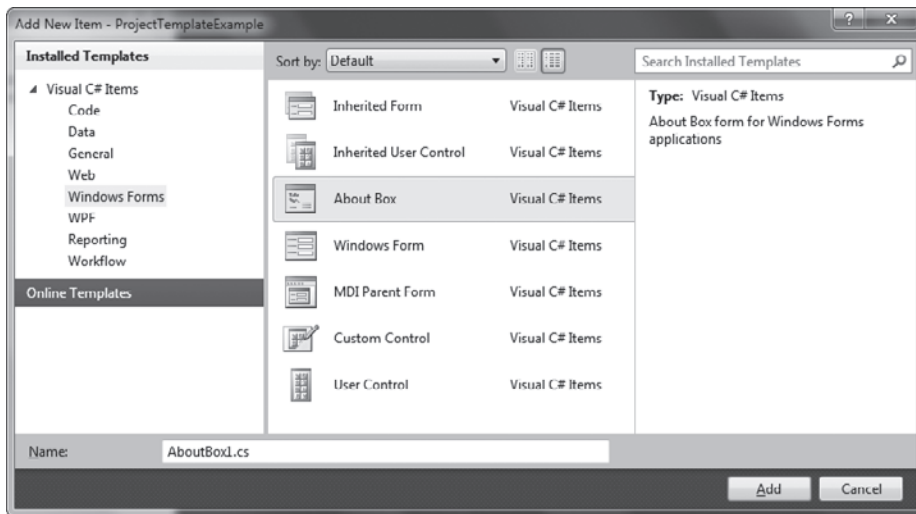 Add New Item - ProjectTemplateExample
?
x
Installed Templates
Visual C# Items
Code
Data
General
Web
Windows Forms
WPF
Reporting
Workflow
Online Templates
Sort by: Default
Inherited Form Visual C# Items
Inherited User Control Visual C# Items
About Box Visual C# Items
Windows Form Visual C# Items
MDI Parent Form Visual C# Items
Custom Control Visual C# Items
User Control Visual C# Items
Search Installed Templates
Type: Visual C# Items
About Box form for Windows Forms
applications
Name: AboutBox1.cs
Add Cancel